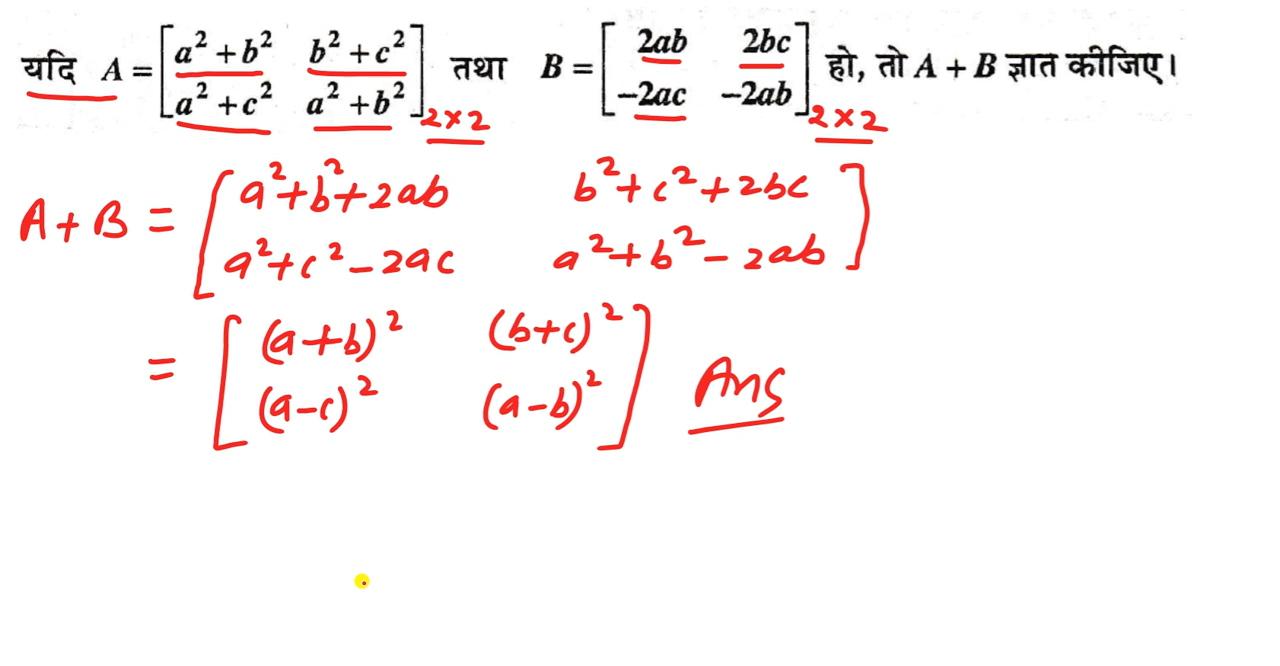 यदि A = [a² + b² b² + c² तथा B = [2ab 2bc हो, तो A + B ज्ञात कीजिए।
a² + c² a² + b²]2×2 −2ac −2ab]2×2
A + B = [a² + b² + 2ab b² + c² + 2bc
a² + c² − 2ac a² + b² − 2ab]
= [(a+b)² (b+c)²
(a−c)² (a−b)²] Ans